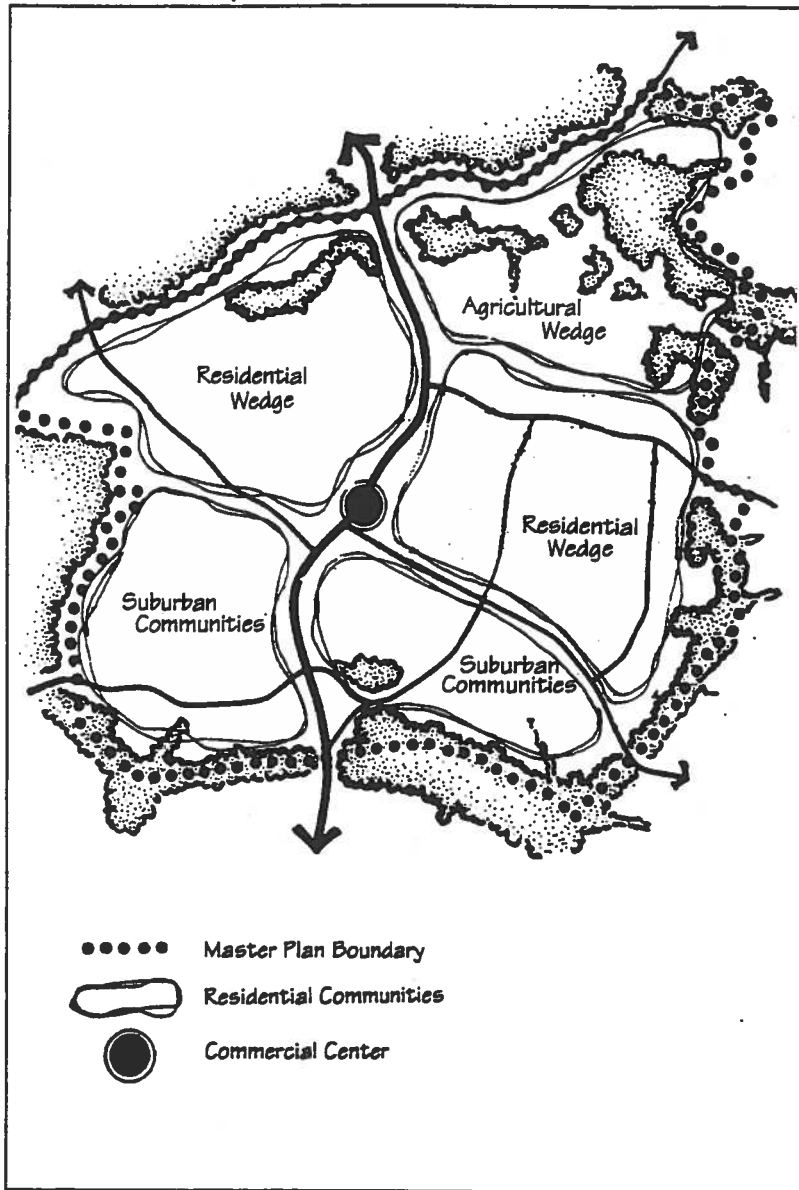 Agricultural
Wedge
Residential
Wedge
Residential
Wedge
Suburban
Communities
Suburban
Communities
Master Plan Boundary
Residential Communities
Commercial Center